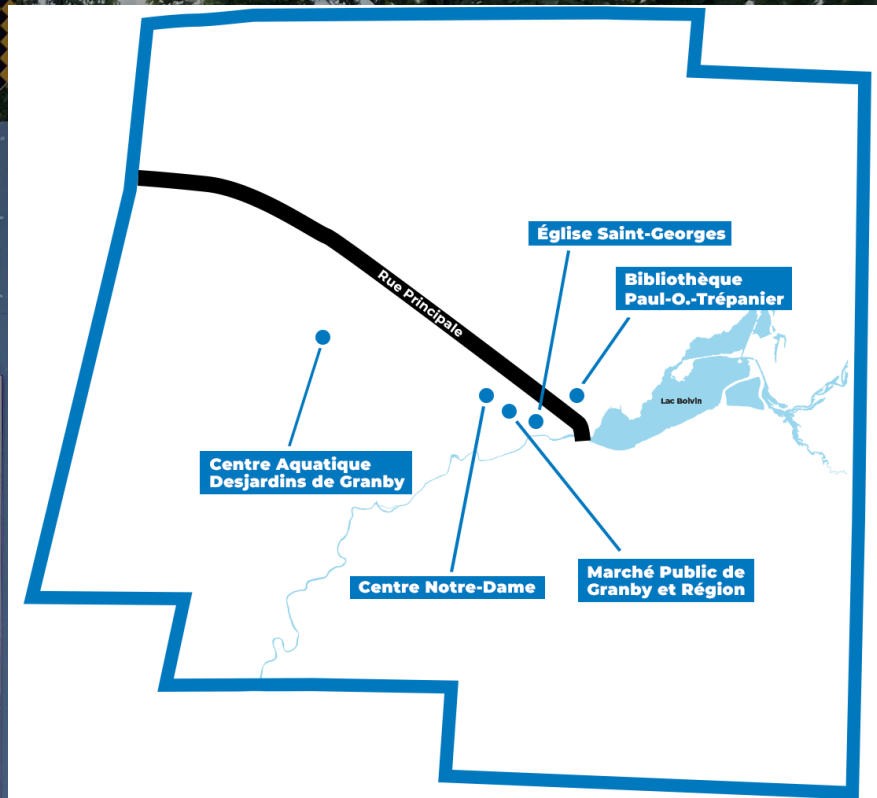 Église Saint-Georges
Bibliothèque
Paul-O.-Trépanier
Rue Principale
Lac Boivin
Centre Aquatique
Desjardins de Granby
Centre Notre-Dame
Marché Public de
Granby et Région